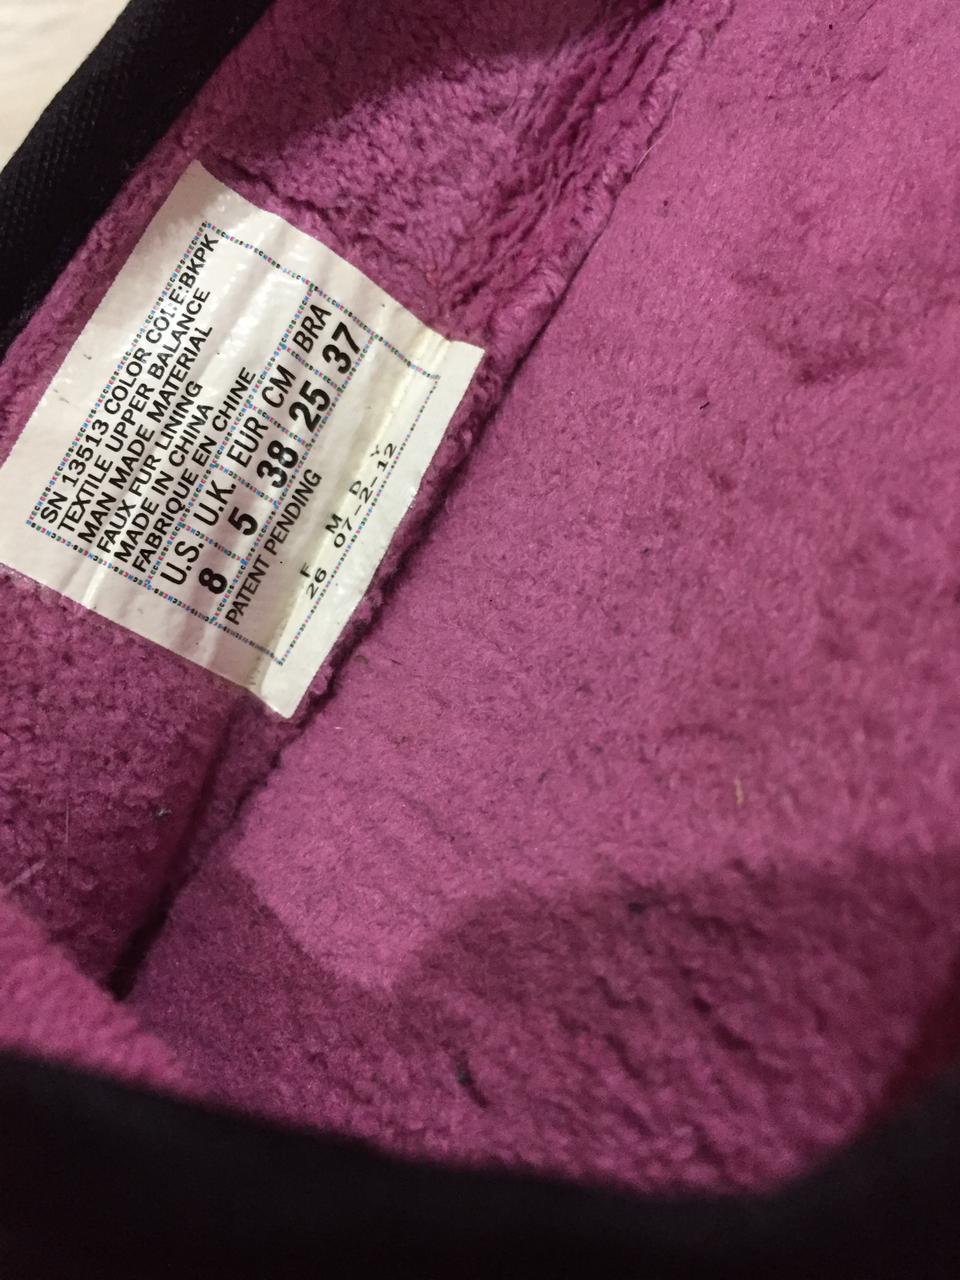 SN 13513 COLOR CODE:BKPK
TEXTILE UPPER BALANCE
MAN MADE MATERIAL
FAUX FUR LINING
MADE IN CHINA
FABRIQUE EN CHINE
U.S. U.K. EUR CM BRA
8 5 38 25 37
PATENT PENDING
F M D Y
26 07-2-12